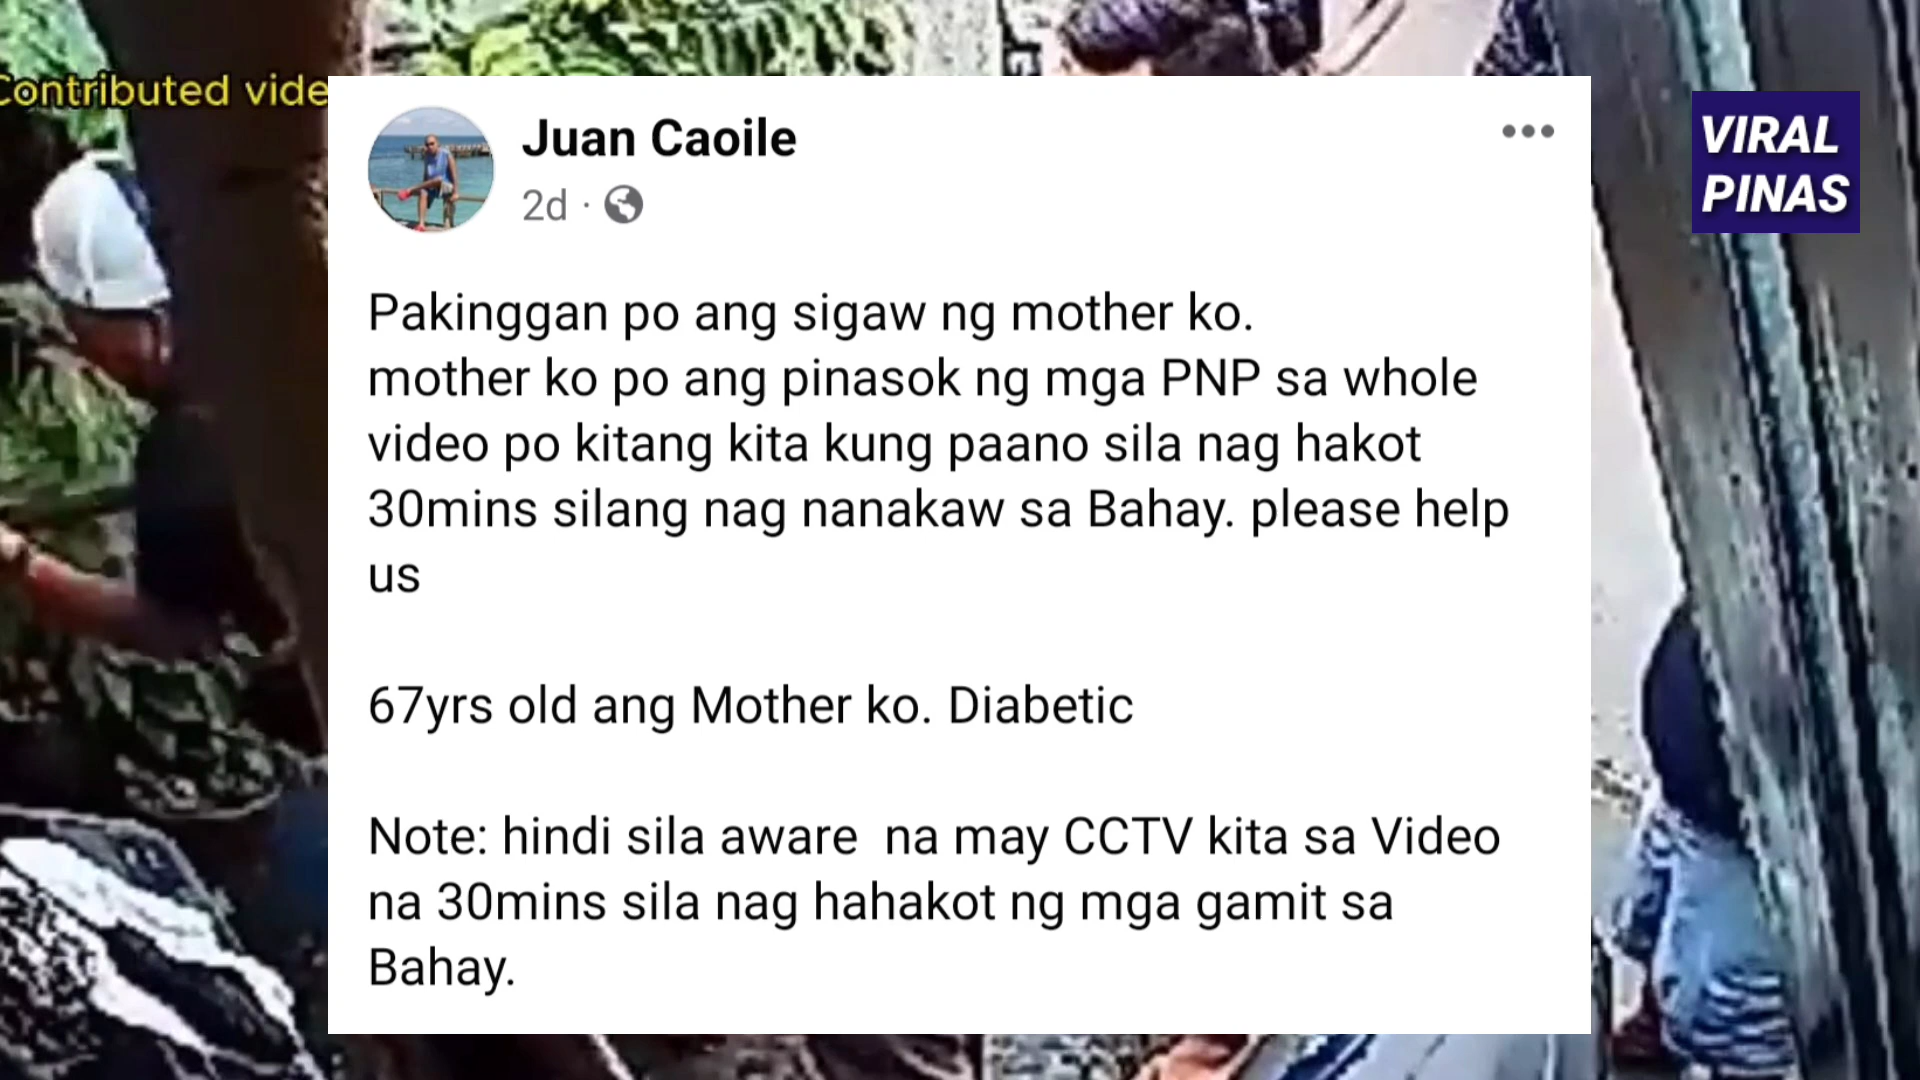 Contributed vide
Juan Caoile
2d ·
VIRAL
PINAS
Pakinggan po ang sigaw ng mother ko.
mother ko po ang pinasok ng mga PNP sa whole
video po kitang kita kung paano sila nag hakot
30mins silang nag nanakaw sa Bahay. please help
us
67yrs old ang Mother ko. Diabetic
Note: hindi sila aware  na may CCTV kita sa Video
na 30mins sila nag hahakot ng mga gamit sa
Bahay.